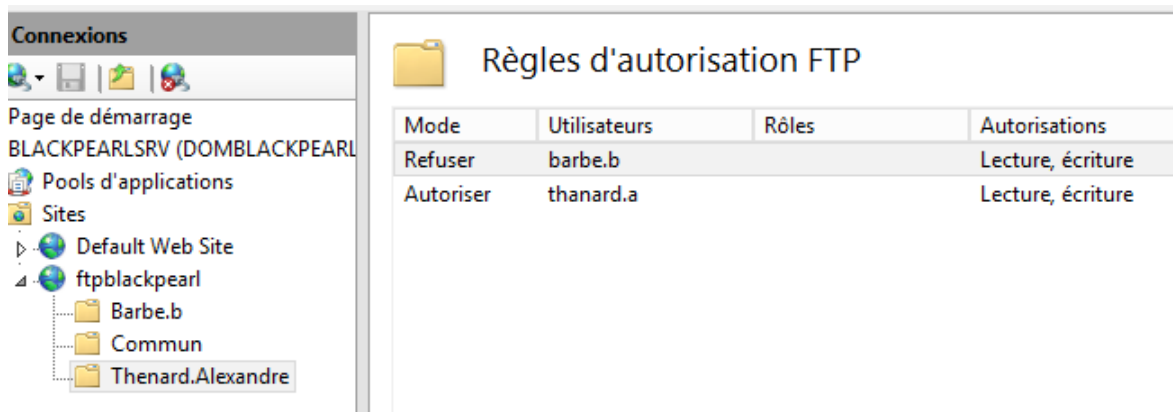 Connexions
Page de démarrage
BLACKPEARLSRV (DOMBLACKPEARL
Pools d'applications
Sites
Default Web Site
ftpblackpearl
Barbe.b
Commun
Thenard.Alexandre
Règles d'autorisation FTP
Mode Utilisateurs Rôles Autorisations
Refuser barbe.b Lecture, écriture
Autoriser thanard.a Lecture, écriture